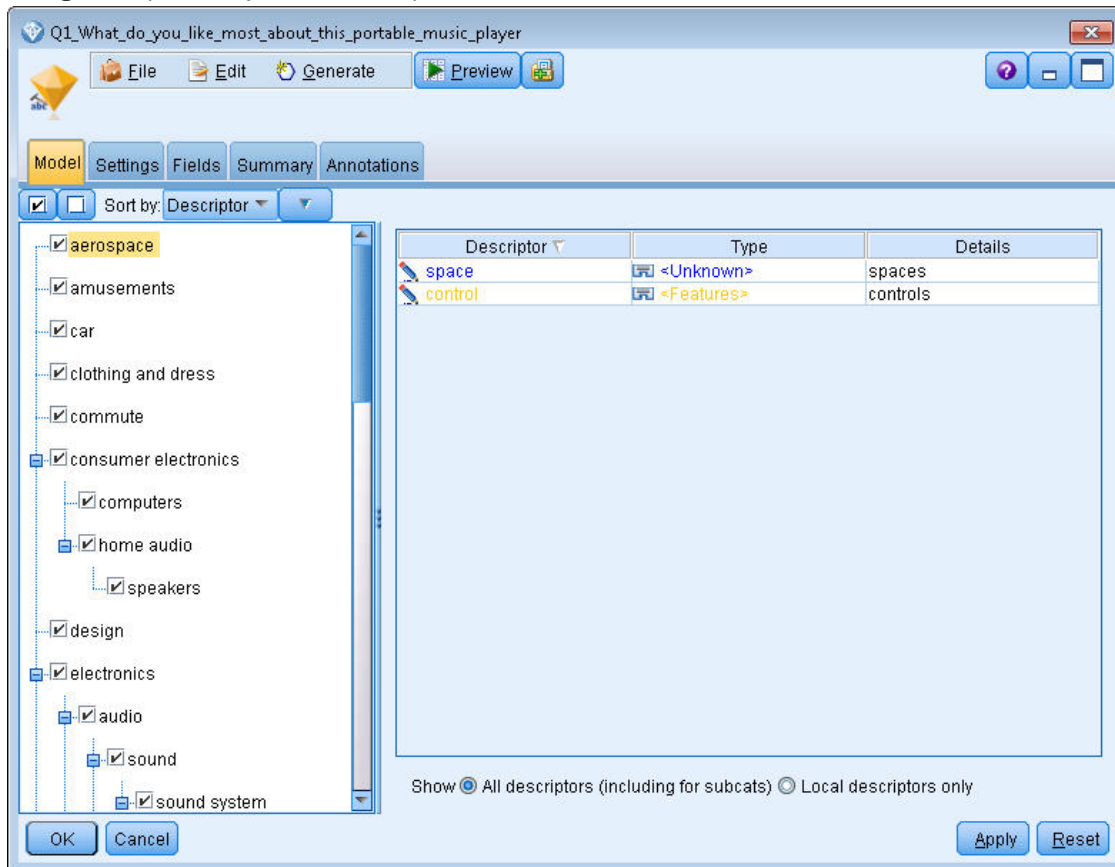 Q1_What_do_you_like_most_about_this_portable_music_player
File Edit Generate Preview
abc
Model Settings Fields Summary Annotations
Sort by: Descriptor
aerospace
amusements
car
clothing and dress
commute
consumer electronics
computers
home audio
speakers
design
electronics
audio
sound
sound system
Descriptor Type Details
space <Unknown> spaces
control <Features> controls
Show All descriptors (including for subcats) Local descriptors only
OK Cancel Apply Reset